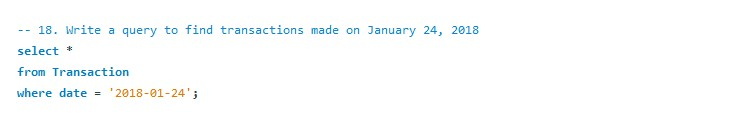 -- 18. Write a query to find transactions made on January 24, 2018
select *
from Transaction
where date = '2018-01-24';